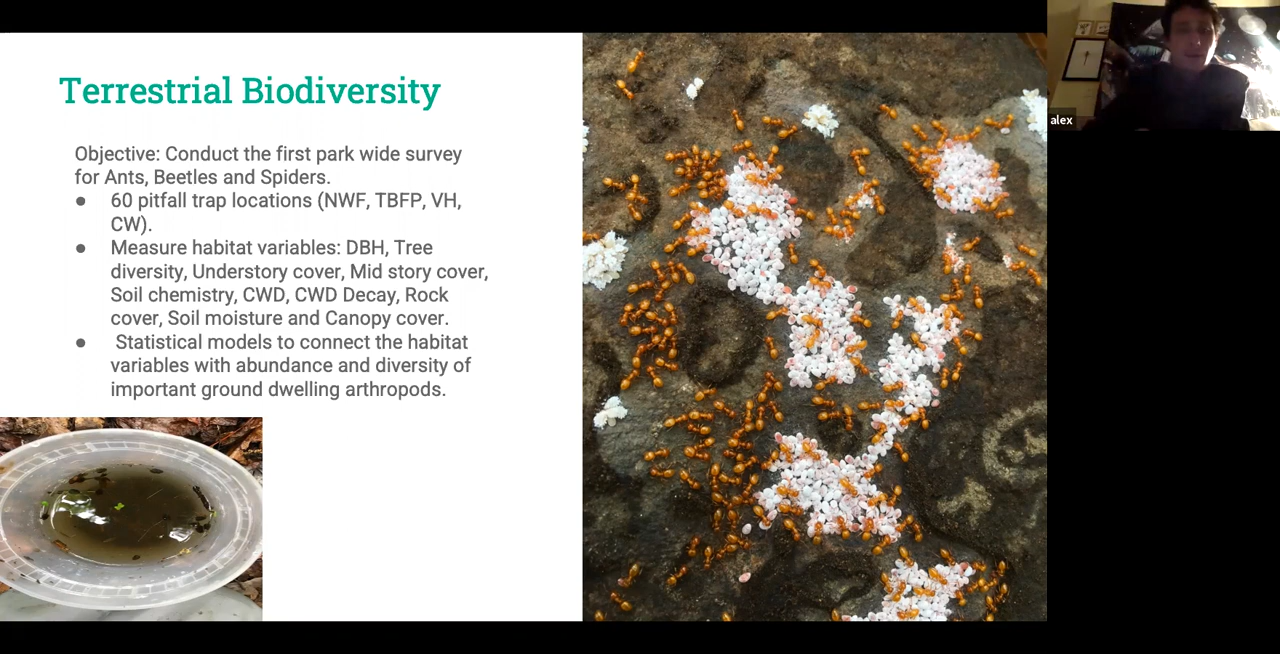 Terrestrial Biodiversity
Objective: Conduct the first park wide survey
for Ants, Beetles and Spiders.
● 60 pitfall trap locations (NWF, TBFP, VH,
CW).
● Measure habitat variables: DBH, Tree
diversity, Understory cover, Mid story cover,
Soil chemistry, CWD, CWD Decay, Rock
cover, Soil moisture and Canopy cover.
● Statistical models to connect the habitat
variables with abundance and diversity of
important ground dwelling arthropods.
alex